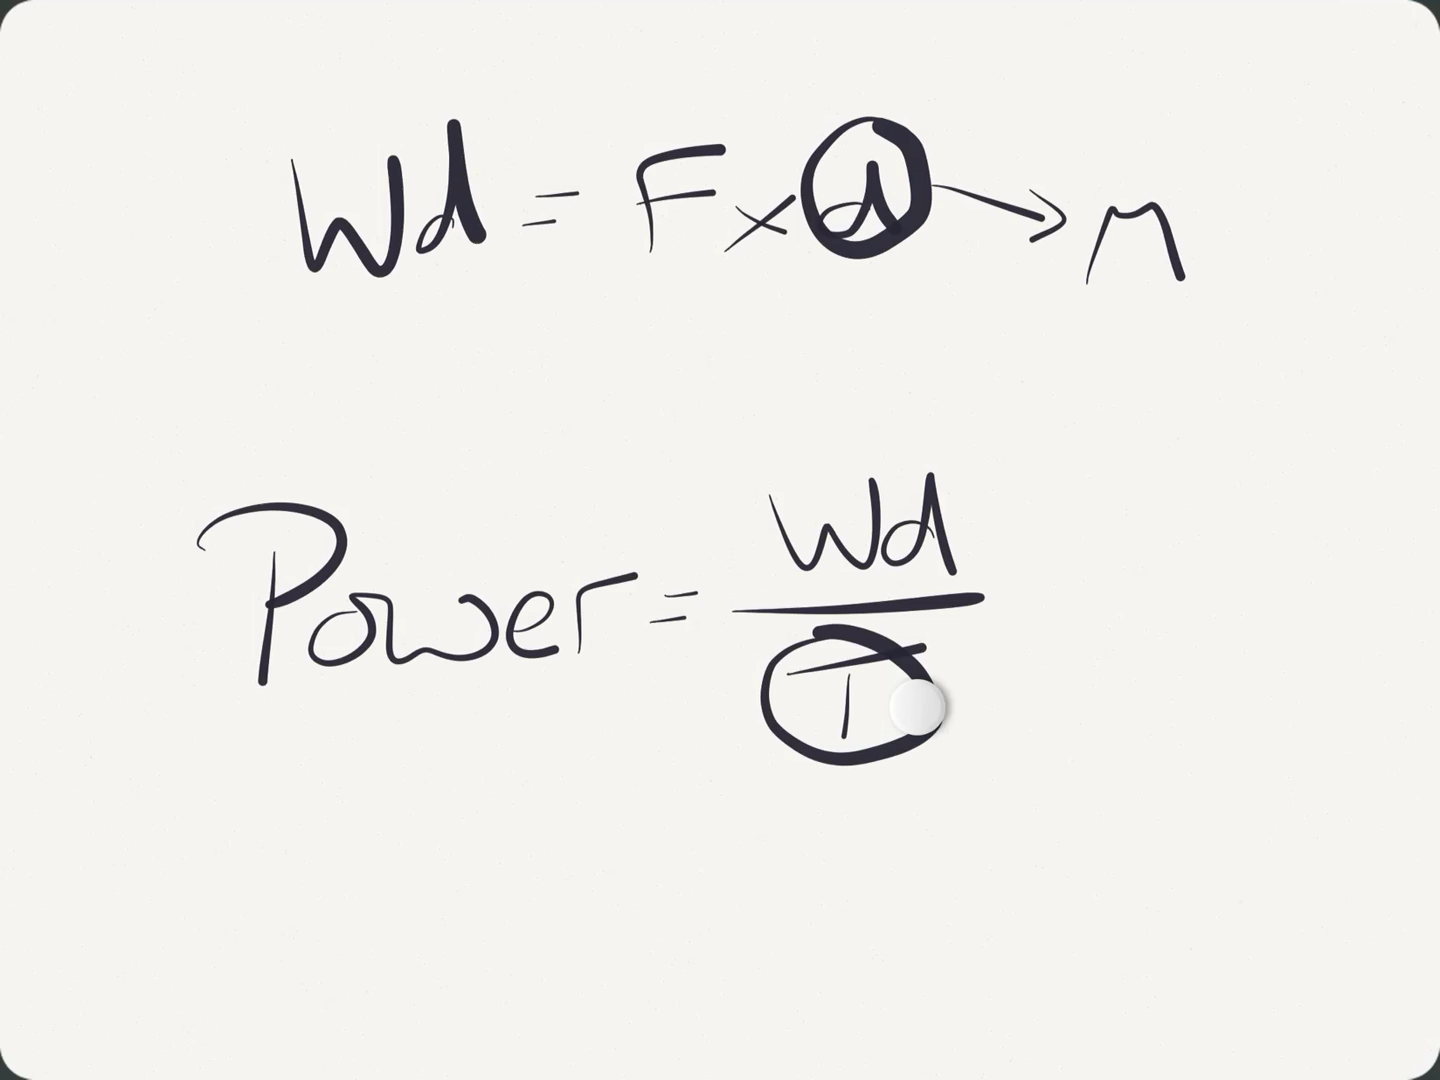 Wd = F x d → m
Power = Wd
T